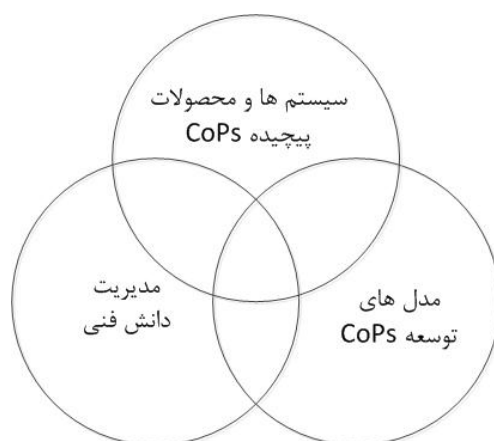 سیستم ها و محصولات
پیچیده CoPs
مدیریت
دانش فنی
مدل های
توسعه CoPs